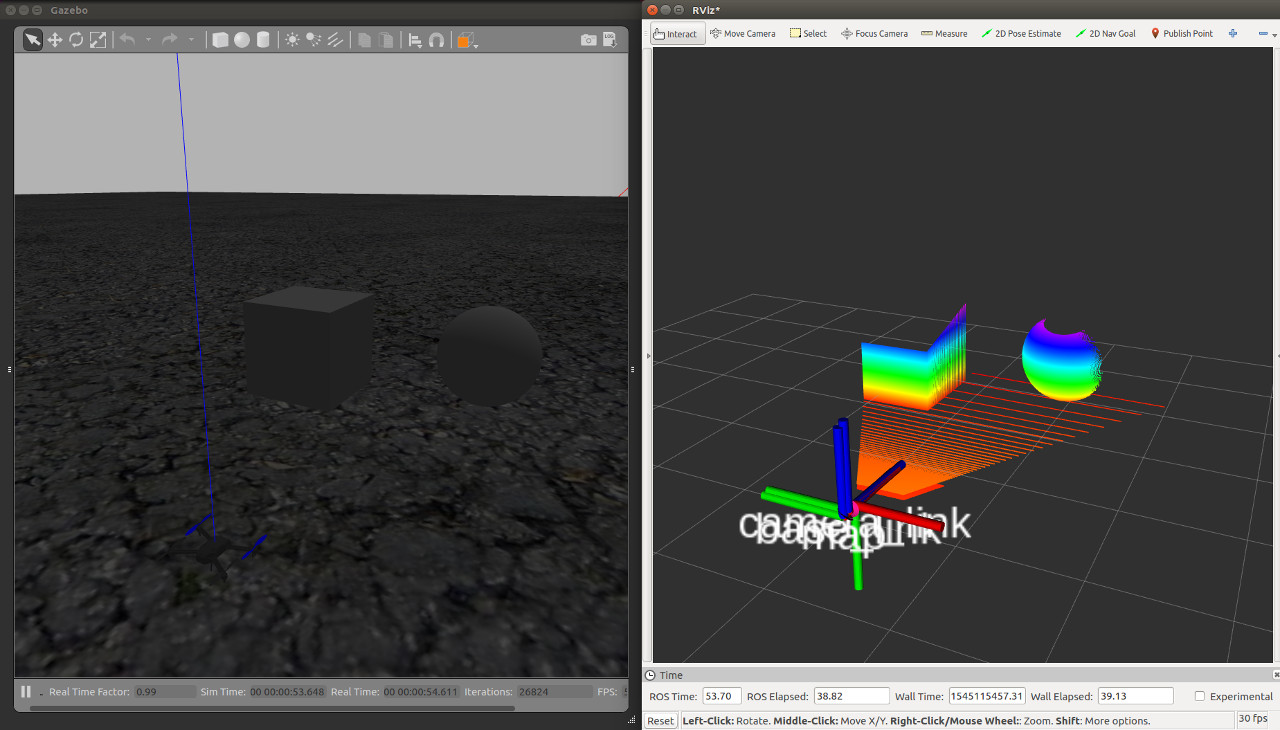 Gazebo
Real Time Factor: 0.99 Sim Time: 00 00:00:53.648 Real Time: 00 00:00:54.611 Iterations: 26824 FPS:
RViz*
Interact Move Camera Select Focus Camera Measure 2D Pose Estimate 2D Nav Goal Publish Point
camera_link
map
Time
ROS Time: 53.70 ROS Elapsed: 38.82 Wall Time: 1545115457.31 Wall Elapsed: 39.13 Experimental
Reset Left-Click: Rotate. Middle-Click: Move X/Y. Right-Click/Mouse Wheel:: Zoom. Shift: More options. 30 fps